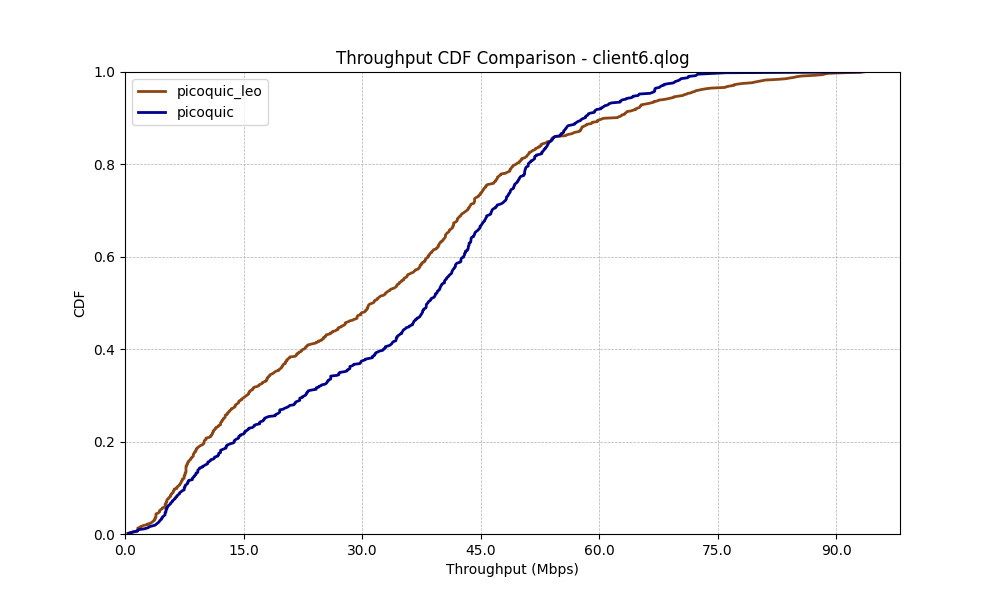 Throughput CDF Comparison - client6.qlog
picoquic_leo
picoquic
CDF
1.0
0.8
0.6
0.4
0.2
0.0
0.0 15.0 30.0 45.0 60.0 75.0 90.0
Throughput (Mbps)